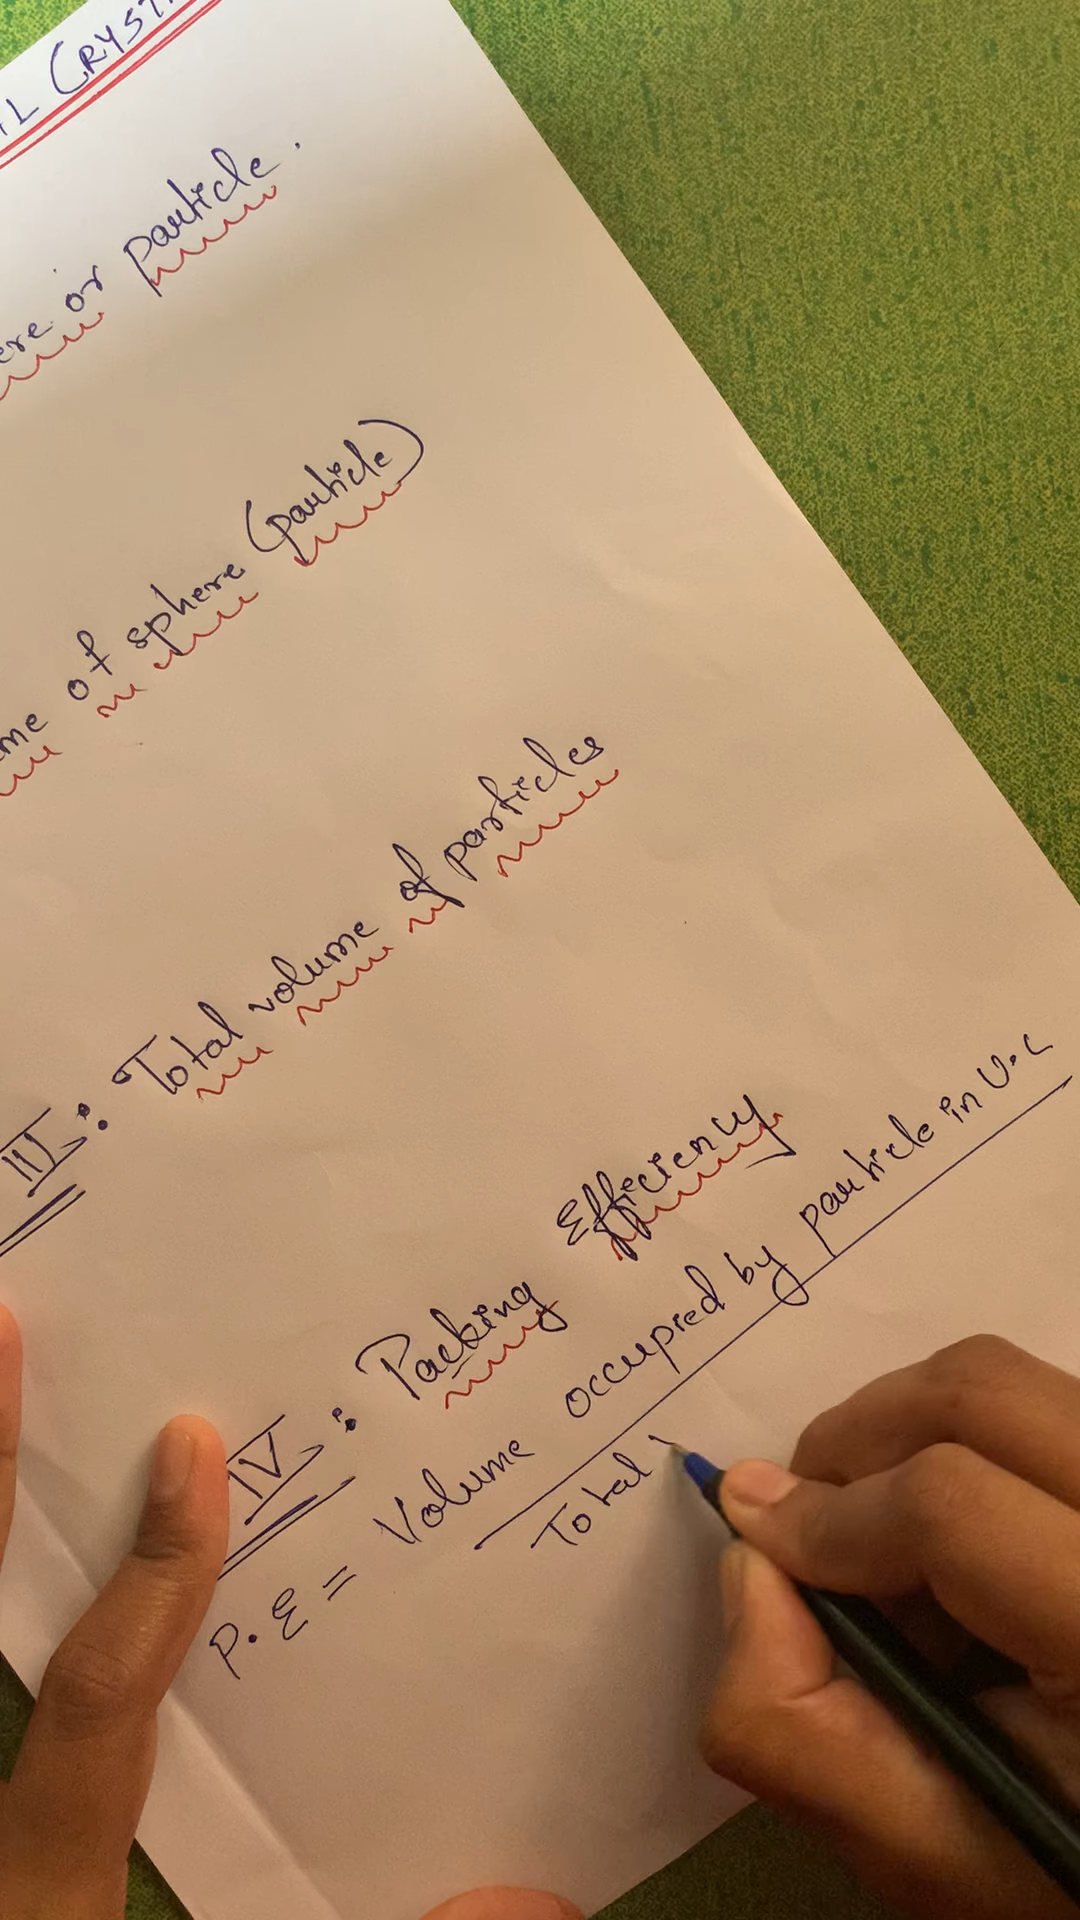 CRYST
ere or particle.
me of sphere (particle)
III: Total volume of particles
IV: Packing Efficiency
P.E = Volume occupied by particle in U.C
Total